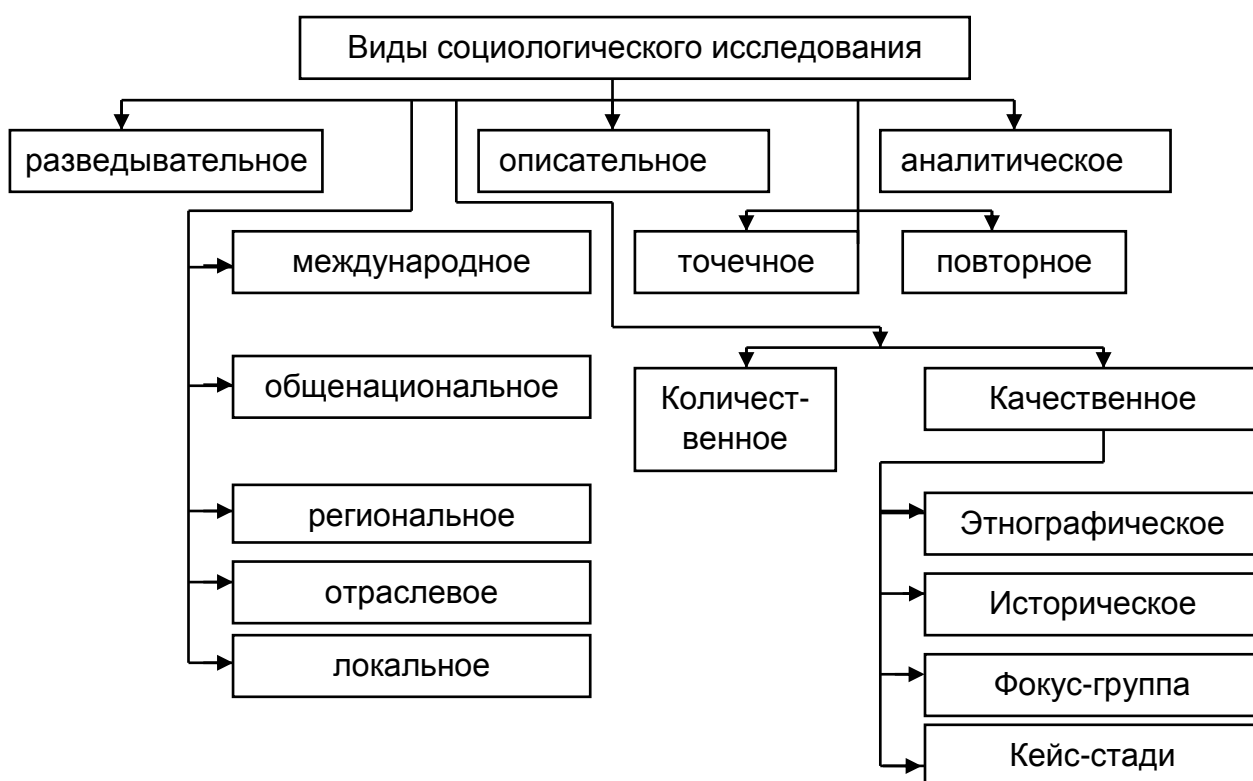 Виды социологического исследования
разведывательное
описательное
аналитическое
международное
точечное
повторное
общенациональное
Количест-
венное
Качественное
региональное
Этнографическое
отраслевое
Историческое
локальное
Фокус-группа
Кейс-стади